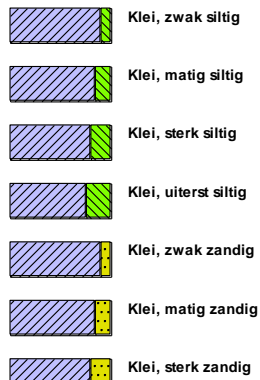 Klei, zwak siltig
Klei, matig siltig
Klei, sterk siltig
Klei, uiterst siltig
Klei, zwak zandig
Klei, matig zandig
Klei, sterk zandig